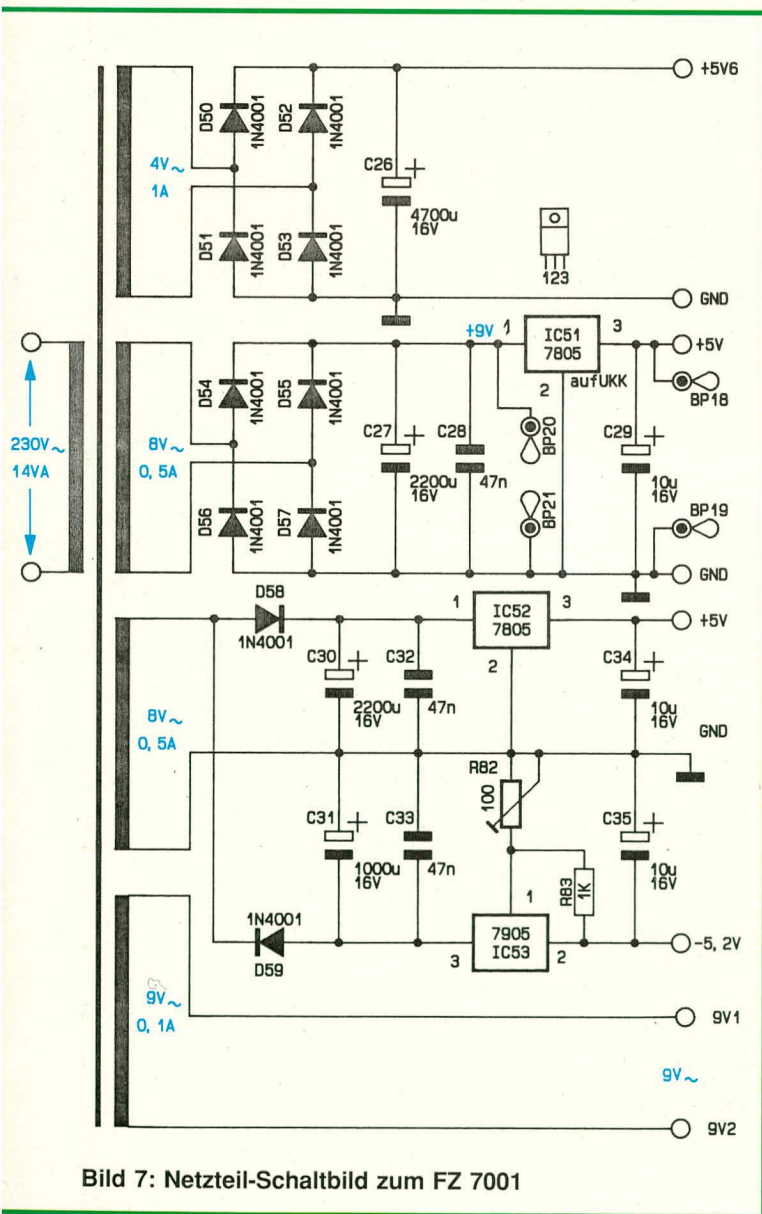 +5V6
D50
1N4001
D52
1N4001
4V~
1A
C26
+
4700u
16V
D51
1N4001
D53
1N4001
123
GND
+9V
1
IC51
7805
3
+5V
2
aufUKK
BP18
D54
1N4001
D55
1N4001
230V~
14VA
8V~
0,5A
C27
+
2200u
16V
C28
47n
BP20
C29
+
10u
16V
D56
1N4001
D57
1N4001
BP21
BP19
GND
D58
1N4001
1
IC52
7805
3
+5V
2
C30
+
2200u
16V
C32
47n
C34
+
10u
16V
8V~
0,5A
GND
R82
100
C31
+
1000u
16V
C33
47n
C35
+
10u
16V
R83
1K
1
1N4001
D59
3
7905
IC53
2
-5,2V
9V~
0,1A
9V1
9V~
9V2
Bild 7: Netzteil-Schaltbild zum FZ 7001